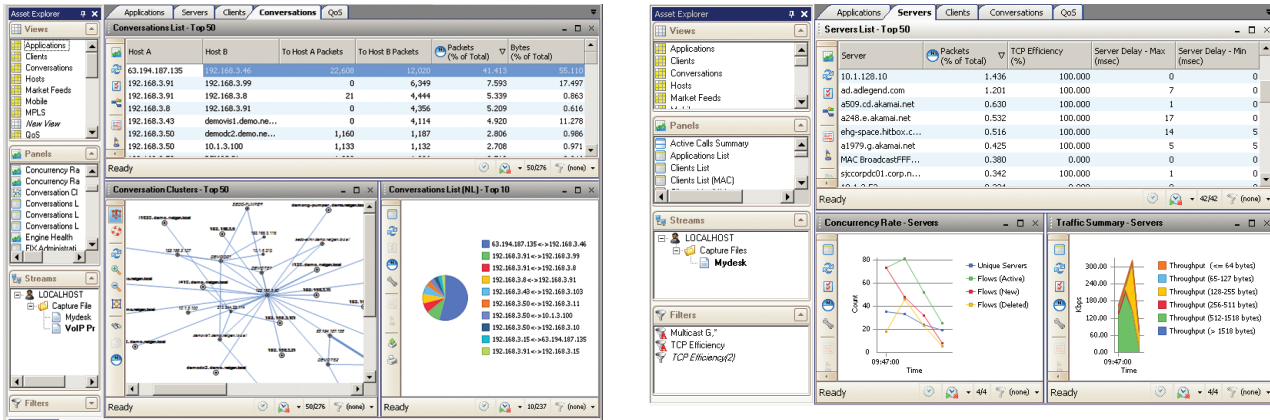 Asset Explorer
Views
Applications
Clients
Conversations
Hosts
Market Feeds
Mobile
MPLS
New View
QoS
Panels
Concurrency Ra
Concurrency Ra
Conversation Cl
Conversations L
Conversations L
Conversations L
Engine Health
FIX Administrati
Streams
LOCALHOST
Capture File
Mydesk
VoIP Pr
Filters
Applications Servers Clients Conversations QoS
Conversations List - Top 50
Host A Host B To Host A Packets To Host B Packets Packets (% of Total) Bytes (% of Total)
63.194.187.135 192.168.3.46 22,608 12,020 41.413 55.110
192.168.3.91 192.168.3.99 0 6,349 7.593 17.497
192.168.3.91 192.168.3.8 21 4,444 5.339 0.863
192.168.3.8 192.168.3.91 0 4,356 5.209 0.616
192.168.3.43 demovis1.demo.ne... 0 4,114 4.920 11.278
192.168.3.50 demodc2.demo.ne... 1,160 1,187 2.806 0.986
192.168.3.50 10.1.3.100 1,133 1,132 2.708 0.971
Ready 50/276 (none)
Conversation Clusters - Top 50
Ready 50/276 (none)
Conversations List (NL) - Top 10
63.194.187.135<->192.168.3.46
192.168.3.91<->192.168.3.99
192.168.3.91<->192.168.3.8
192.168.3.8<->192.168.3.91
192.168.3.43<->192.168.3.103
192.168.3.50<->192.168.3.11
192.168.3.50<->10.1.3.100
192.168.3.50<->192.168.3.10
192.168.3.15<->63.194.187.135
192.168.3.91<->192.168.3.15
Ready 10/237 (none)
Asset Explorer
Views
Applications
Clients
Conversations
Hosts
Market Feeds
Panels
Active Calls Summary
Applications List
Clients List
Clients List (MAC)
Streams
LOCALHOST
Capture Files
Mydesk
Filters
Multicast G,"
TCP Efficiency
TCP Efficiency(2)
Applications Servers Clients Conversations QoS
Servers List - Top 50
Server Packets (% of Total) TCP Efficiency (%) Server Delay - Max (msec) Server Delay - Min (msec)
10.1.128.10 1.436 100.000 0 0
ad.adlegend.com 1.201 100.000 7 0
a509.cd.akamai.net 0.630 100.000 1 0
a248.e.akamai.net 0.532 100.000 17 0
ehg-space.hitbox.c... 0.516 100.000 14 5
a1979.g.akamai.net 0.425 100.000 5 5
MAC BroadcastFFF... 0.380 0.000 0 0
sjccorpdc01.corp.n... 0.342 100.000 1 0
Ready 42/42 (none)
Concurrency Rate - Servers
Count
80
60
40
20
0
09:47:00
Time
Unique Servers
Flows (Active)
Flows (New)
Flows (Deleted)
Ready 4/4 (none)
Traffic Summary - Servers
Kbps
300.00
240.00
180.00
120.00
60.00
0.00
09:47:00
Time
Throughput (<= 64 bytes)
Throughput (65-127 bytes)
Throughput (128-255 bytes)
Throughput (256-511 bytes)
Throughput (512-1518 bytes)
Throughput (> 1518 bytes)
Ready 4/4 (none)